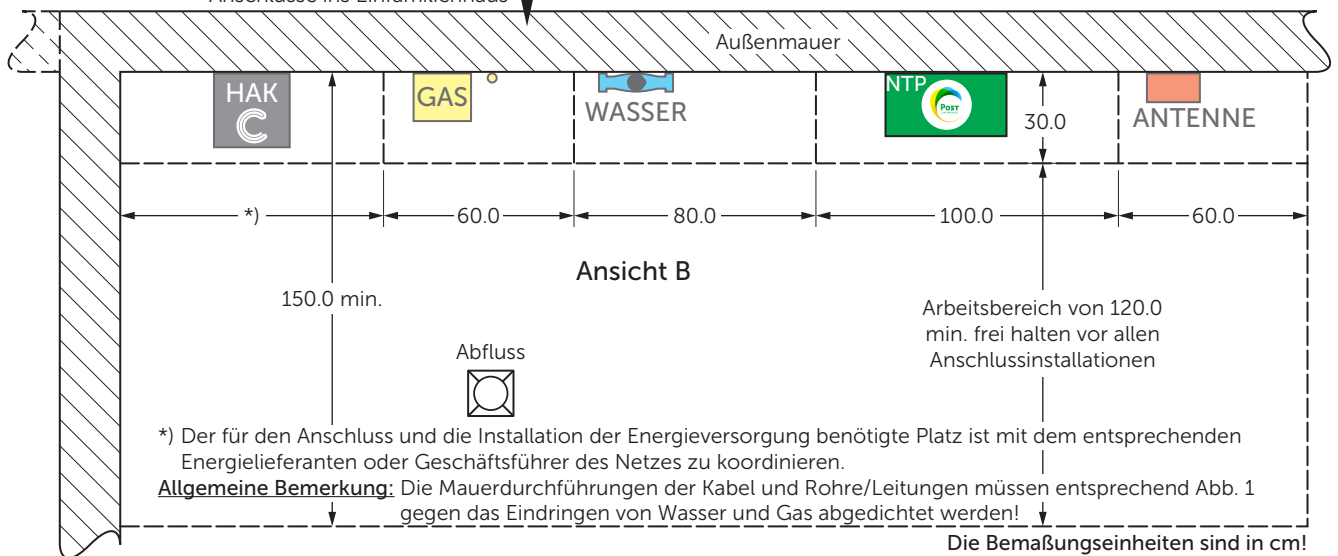 Außenmauer
HAK
GAS
WASSER
NTP
POST
30.0
ANTENNE
*)
60.0
80.0
100.0
60.0
Ansicht B
150.0 min.
Arbeitsbereich von 120.0
min. frei halten vor allen
Anschlussinstallationen
Abfluss
*) Der für den Anschluss und die Installation der Energieversorgung benötigte Platz ist mit dem entsprechenden
Energielieferanten oder Geschäftsführer des Netzes zu koordinieren.
Allgemeine Bemerkung: Die Mauerdurchführungen der Kabel und Rohre/Leitungen müssen entsprechend Abb. 1
gegen das Eindringen von Wasser und Gas abgedichtet werden!
Die Bemaßungseinheiten sind in cm!